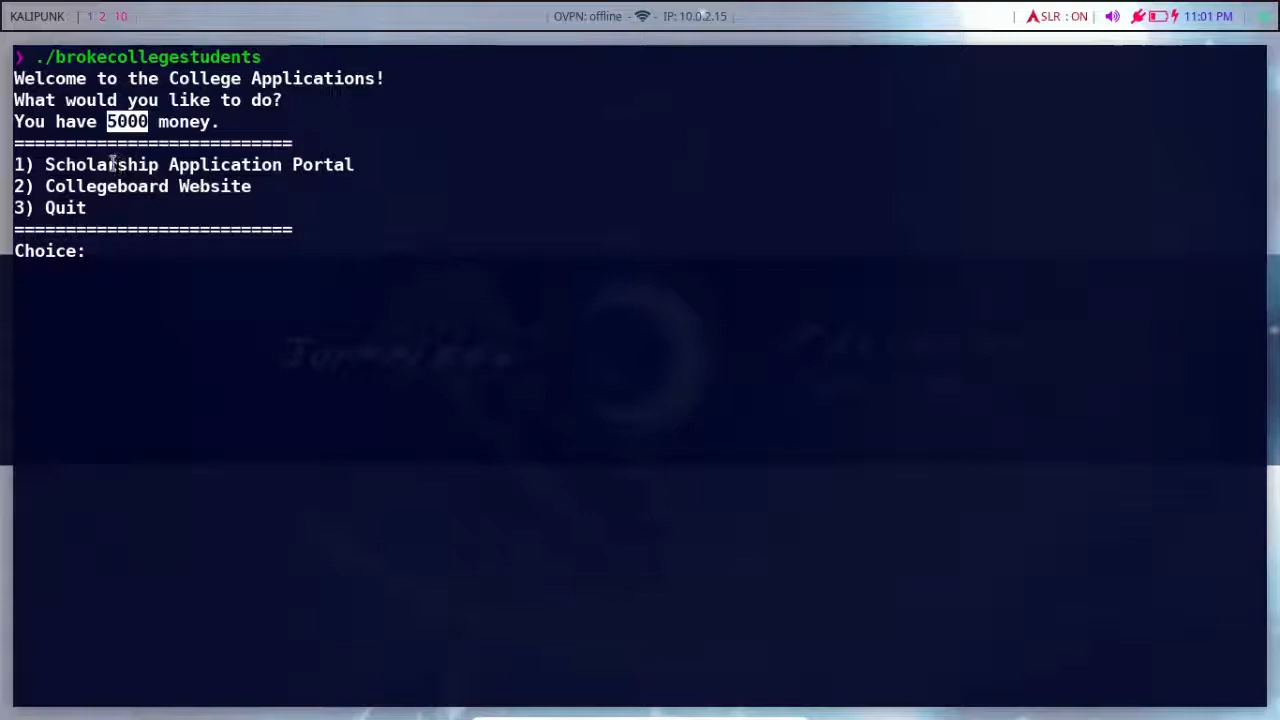 KALIPUNK | 1 2 10 | OVPN: offline - - IP: 10.0.2.15 | | SLR : ON | 11:01 PM
❯ ./brokecollegestudents
Welcome to the College Applications!
What would you like to do?
You have 5000 money.
===========================
1) Scholarship Application Portal
2) Collegeboard Website
3) Quit
===========================
Choice: